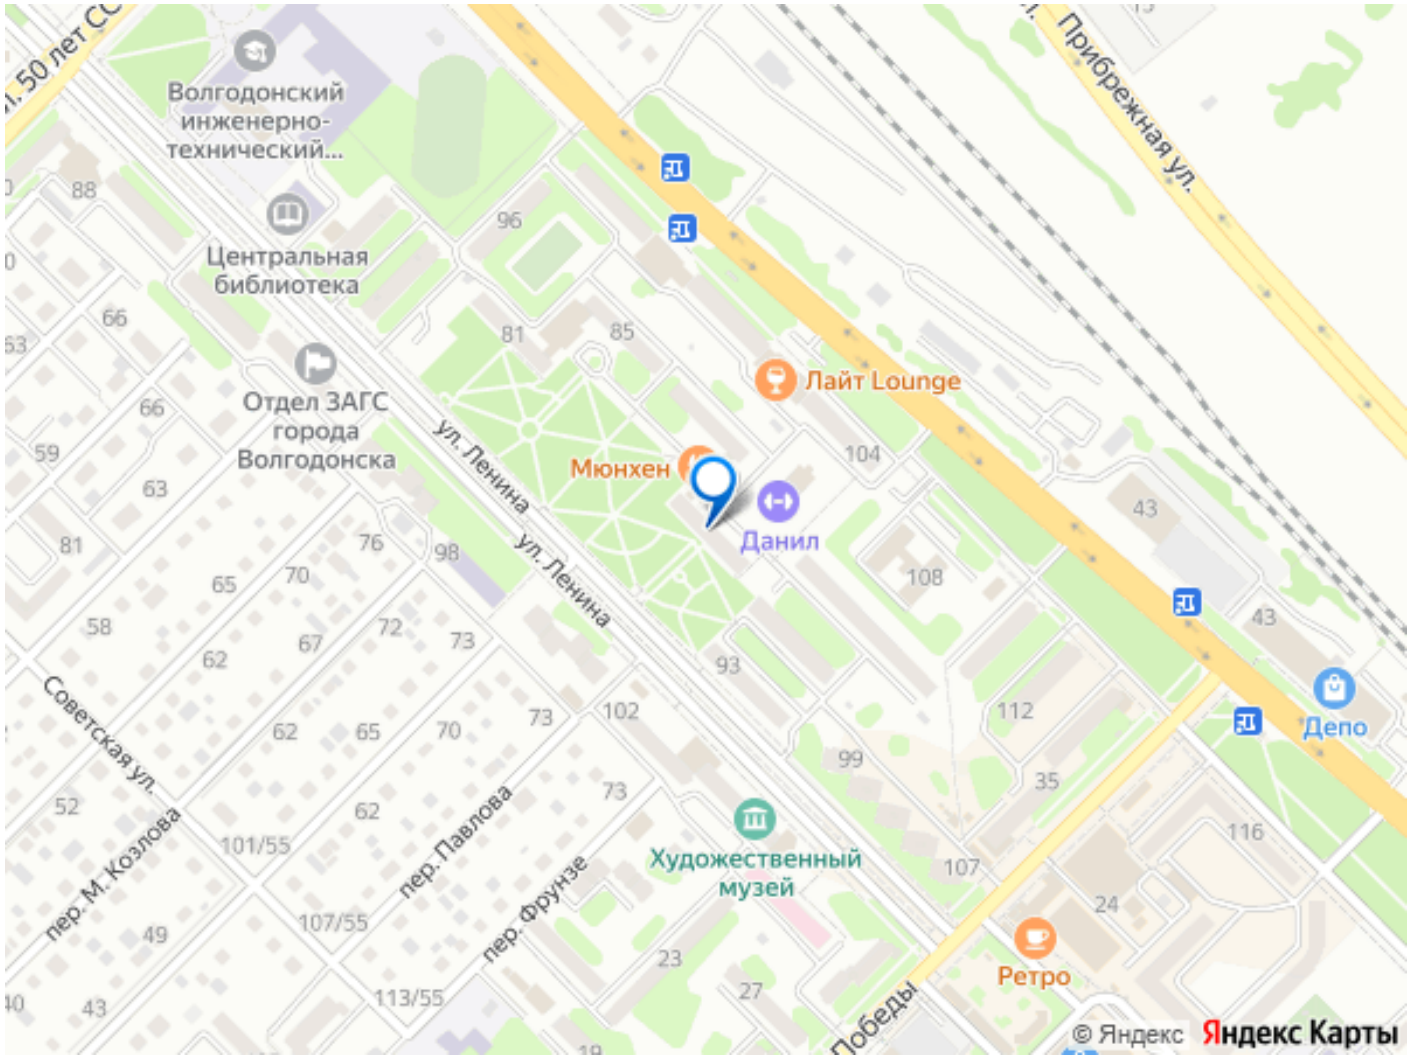 л. 50 лет СС
Волгодонский
инженерно-
технический...
Прибрежная ул.
88
96
Центральная
библиотека
66
63
81
85
Отдел ЗАГС
города
Волгодонска
66
59
63
Лайт Lounge
ул. Ленина
Мюнхен
104
43
Данил
81
76
98
ул. Ленина
65
70
108
58
62
67
72
73
43
93
Советская ул.
62
65
70
73
102
112
Депо
99
35
52
62
73
116
101/55
пер. М. Козлова
пер. Павлова
Художественный
музей
107
24
пер. Фрунзе
107/55
49
23
Ретро
40
43
113/55
27
Победы
19
© Яндекс
Яндекс Карты